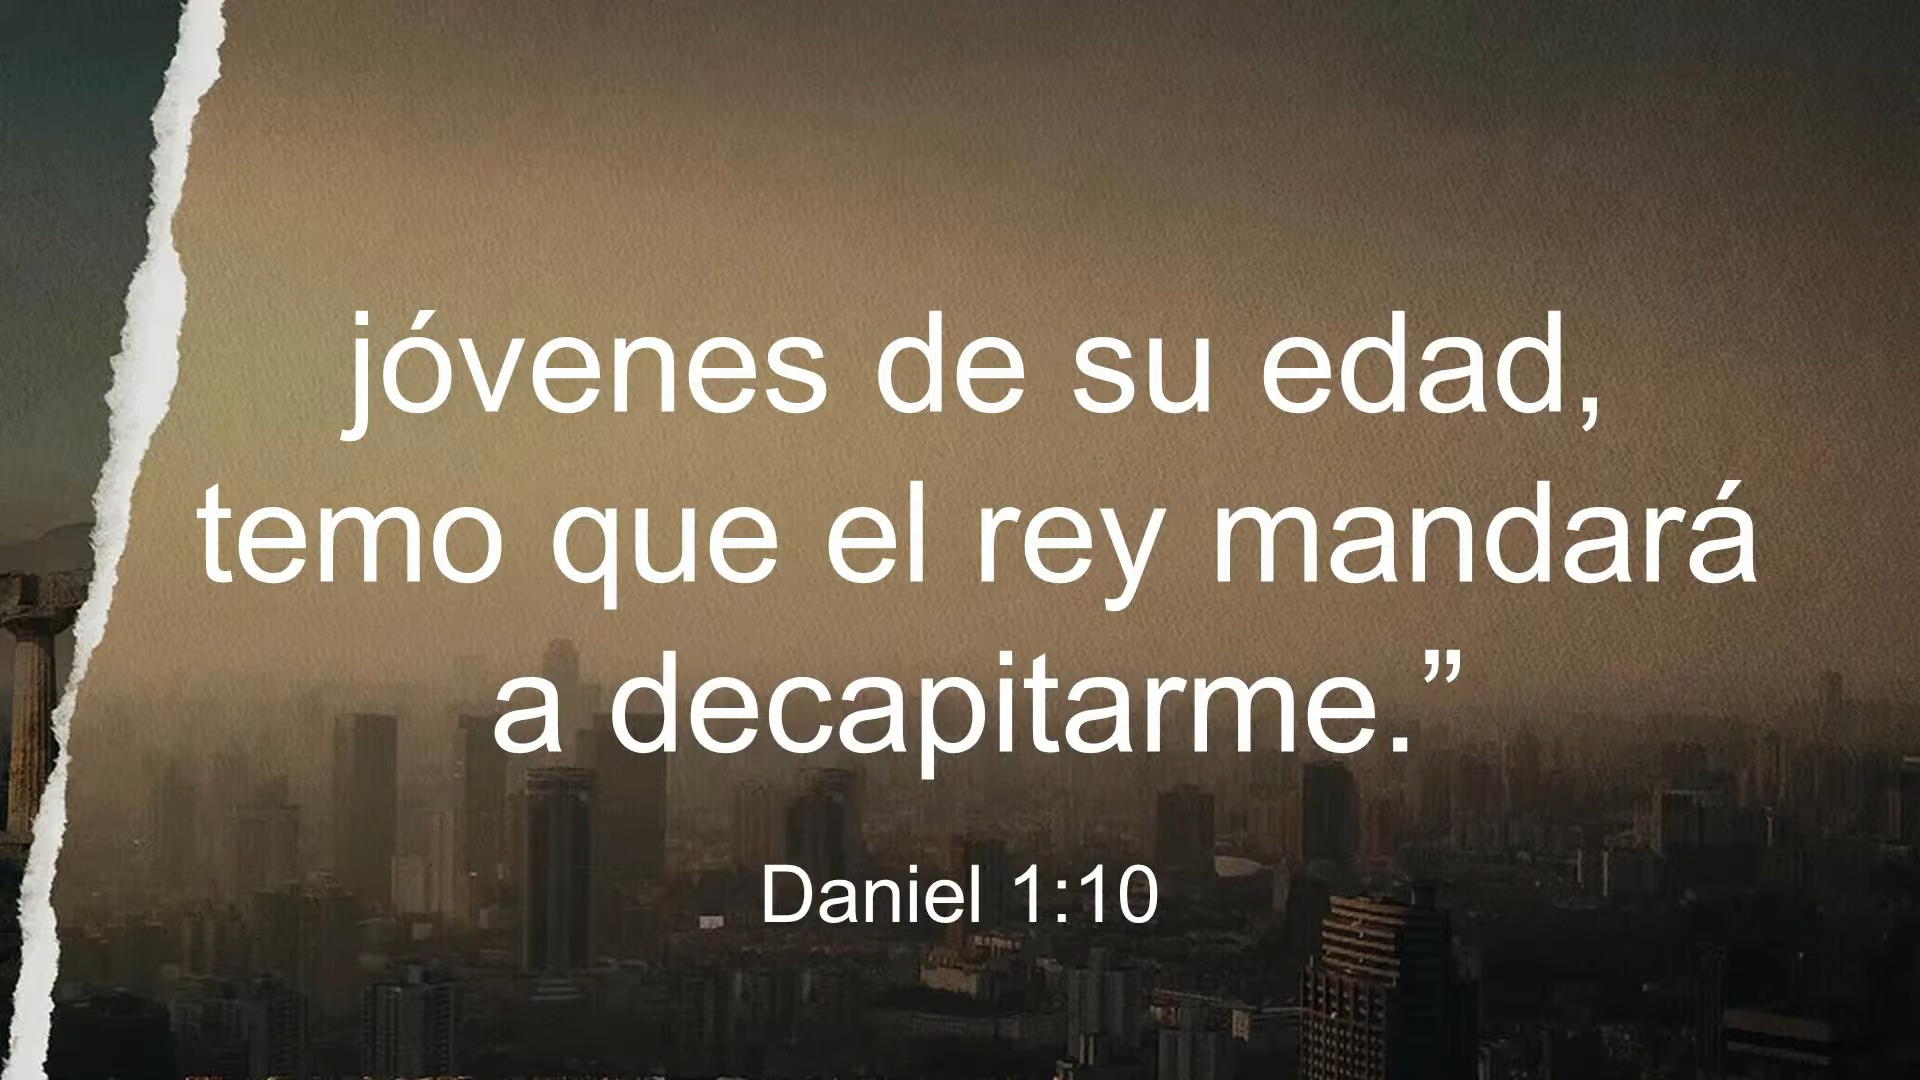 jóvenes de su edad,
temo que el rey mandará
a decapitarme.”
Daniel 1:10